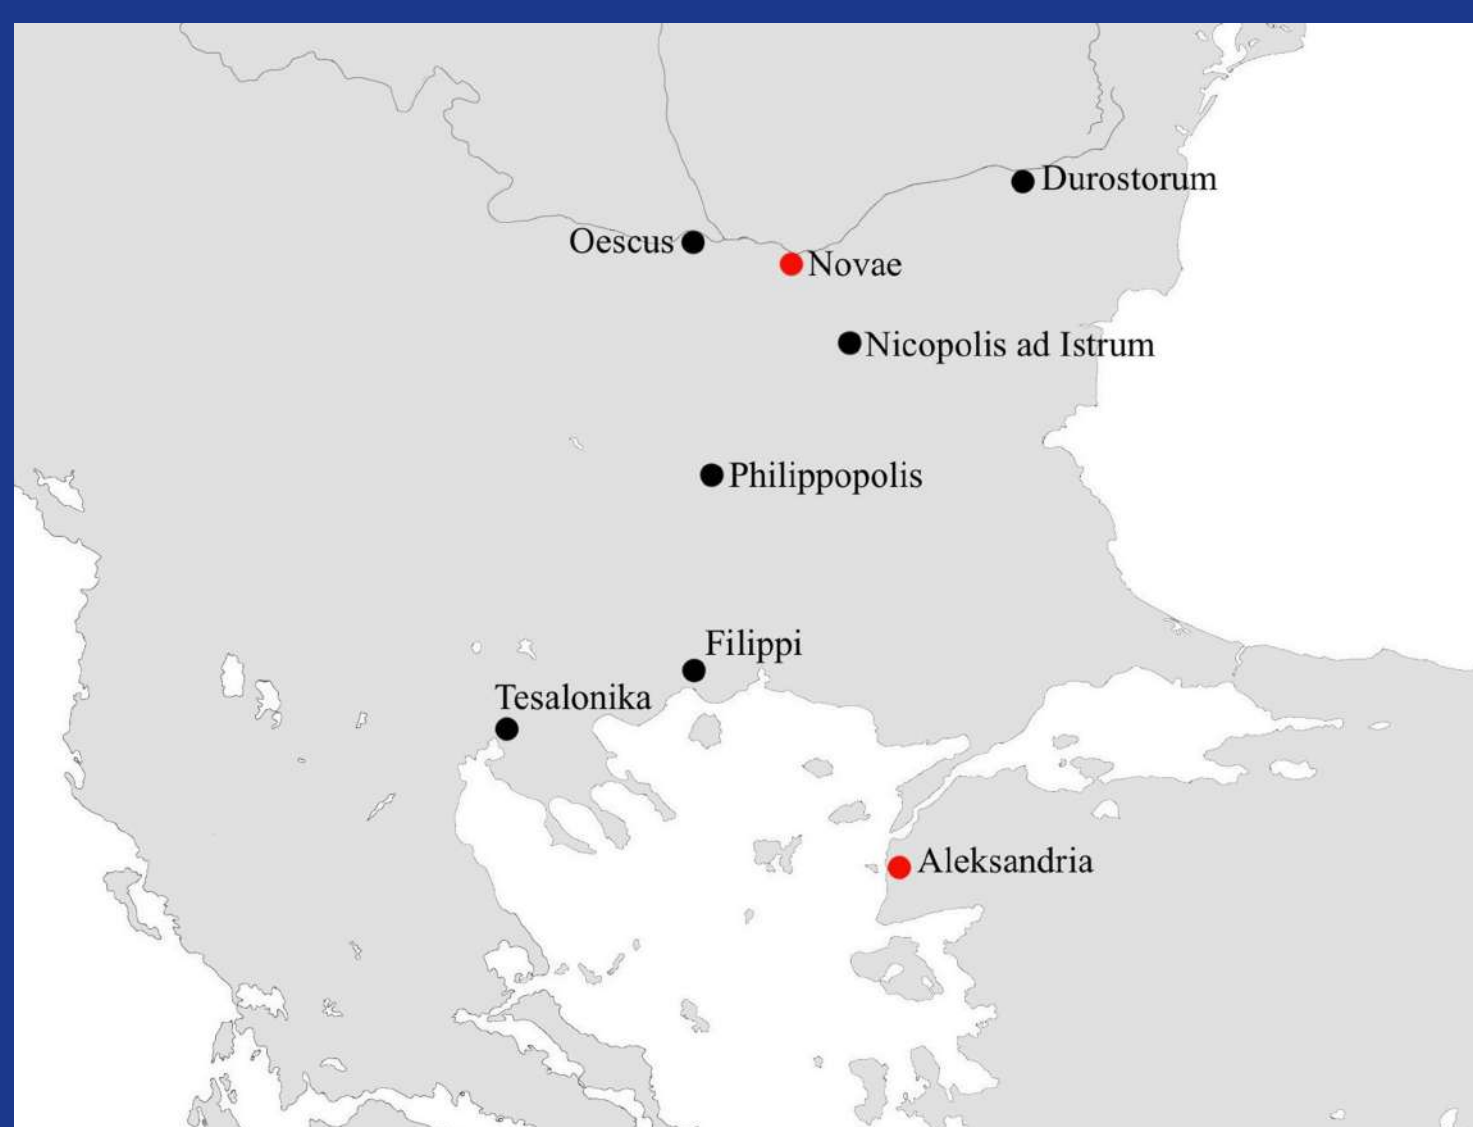 Durostorum
Oescus
Novae
Nicopolis ad Istrum
Philippopolis
Filippi
Tesalonika
Aleksandria